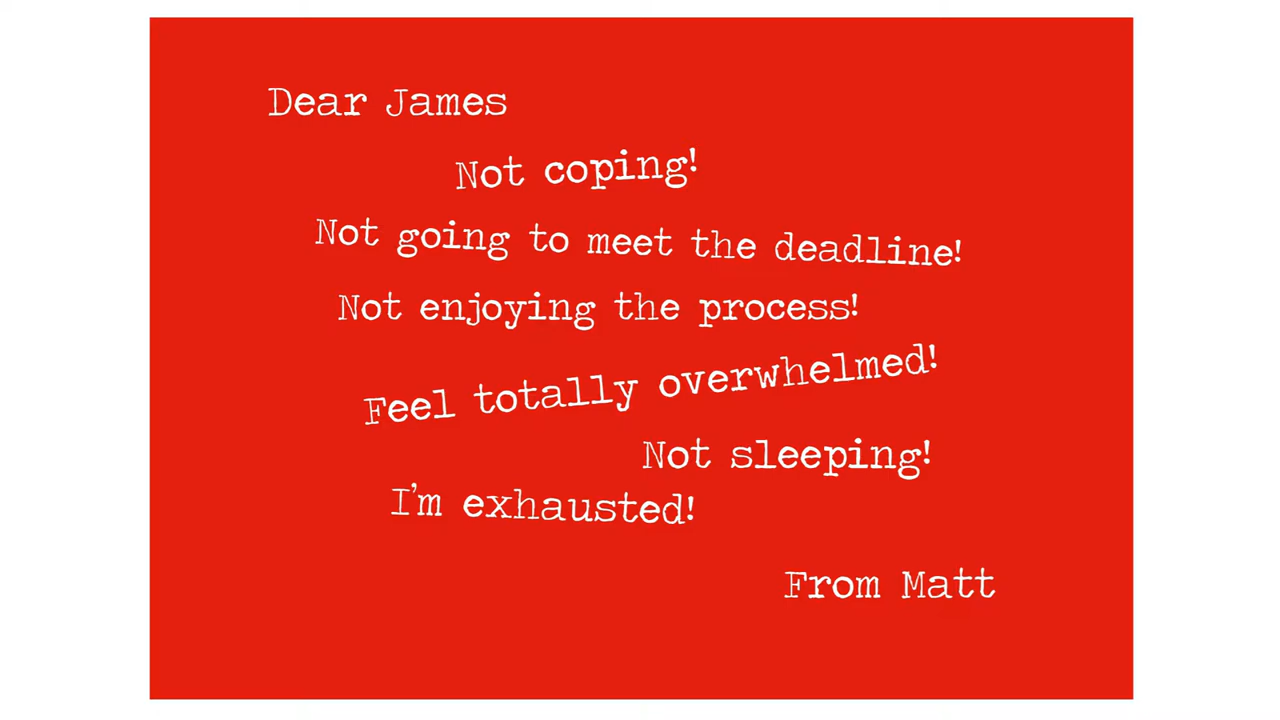 Dear James
Not coping!
Not going to meet the deadline!
Not enjoying the process!
Feel totally overwhelmed!
Not sleeping!
I'm exhausted!
From Matt